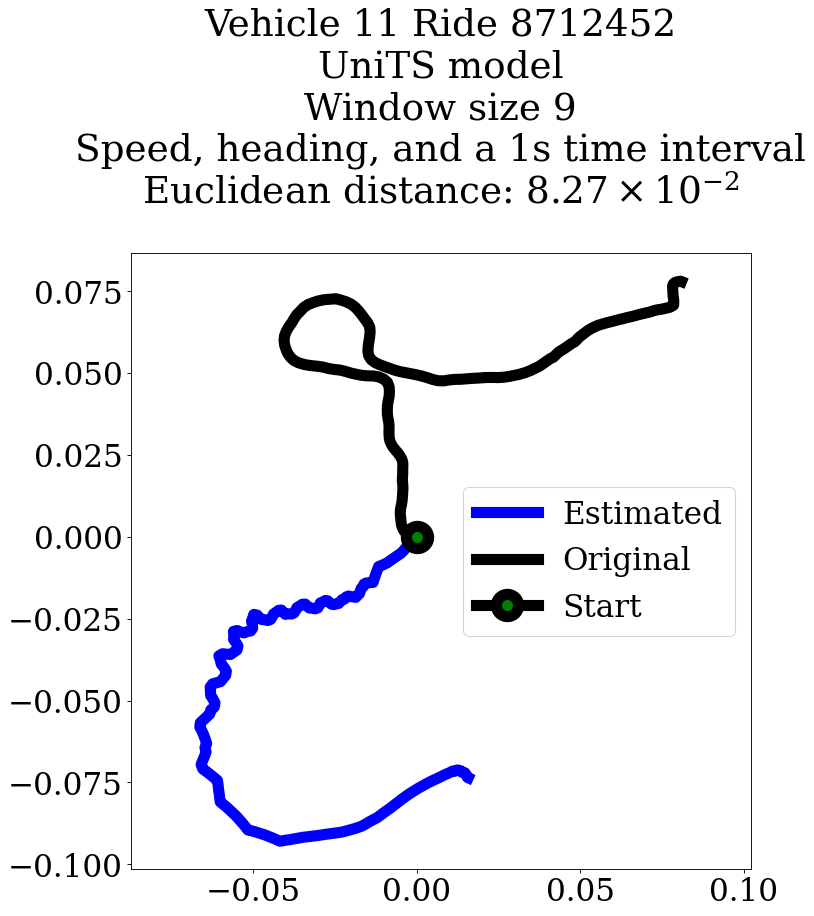 Vehicle 11 Ride 8712452
UniTS model
Window size 9
Speed, heading, and a 1s time interval
Euclidean distance: 8.27 × 10⁻²
0.075
0.050
0.025
0.000
−0.025
−0.050
−0.075
−0.100
Estimated
Original
Start
−0.05
0.00
0.05
0.10